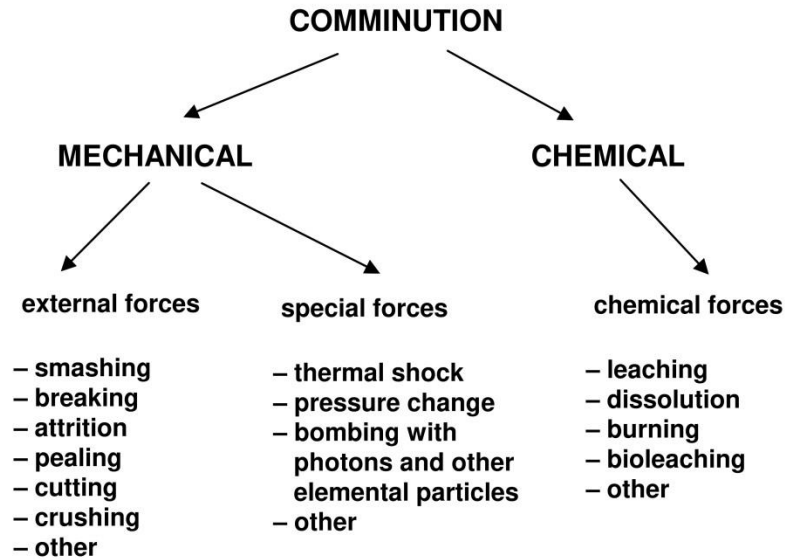 COMMINUTION
MECHANICAL
CHEMICAL
external forces
– smashing
– breaking
– attrition
– pealing
– cutting
– crushing
– other
special forces
– thermal shock
– pressure change
– bombing with
photons and other
elemental particles
– other
chemical forces
– leaching
– dissolution
– burning
– bioleaching
– other